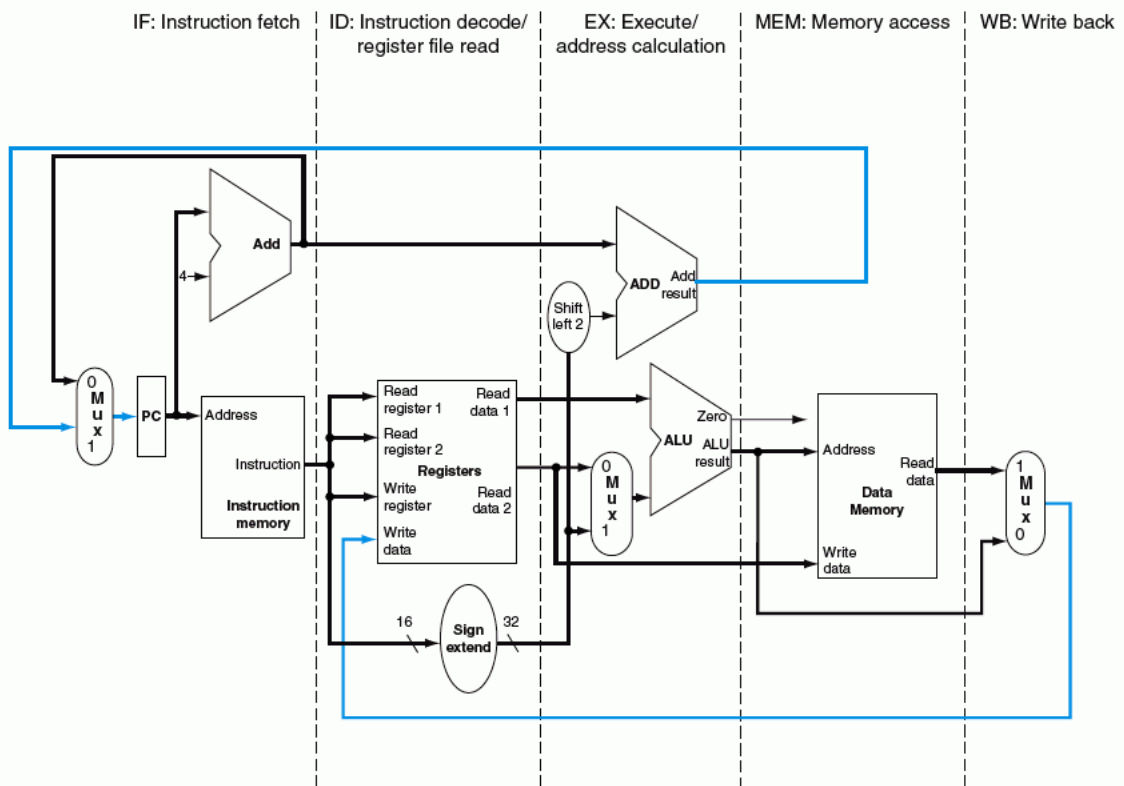 IF: Instruction fetch
ID: Instruction decode/
register file read
EX: Execute/
address calculation
MEM: Memory access
WB: Write back
Add
4
ADD
Add
result
Shift
left 2
0
M
u
x
1
PC
Address
Instruction
Instruction
memory
Read
register 1
Read
data 1
Read
register 2
Registers
Write
register
Read
data 2
Write
data
16
Sign
extend
32
0
M
u
x
1
Zero
ALU
ALU
result
Address
Read
data
Data
Memory
Write
data
1
M
u
x
0